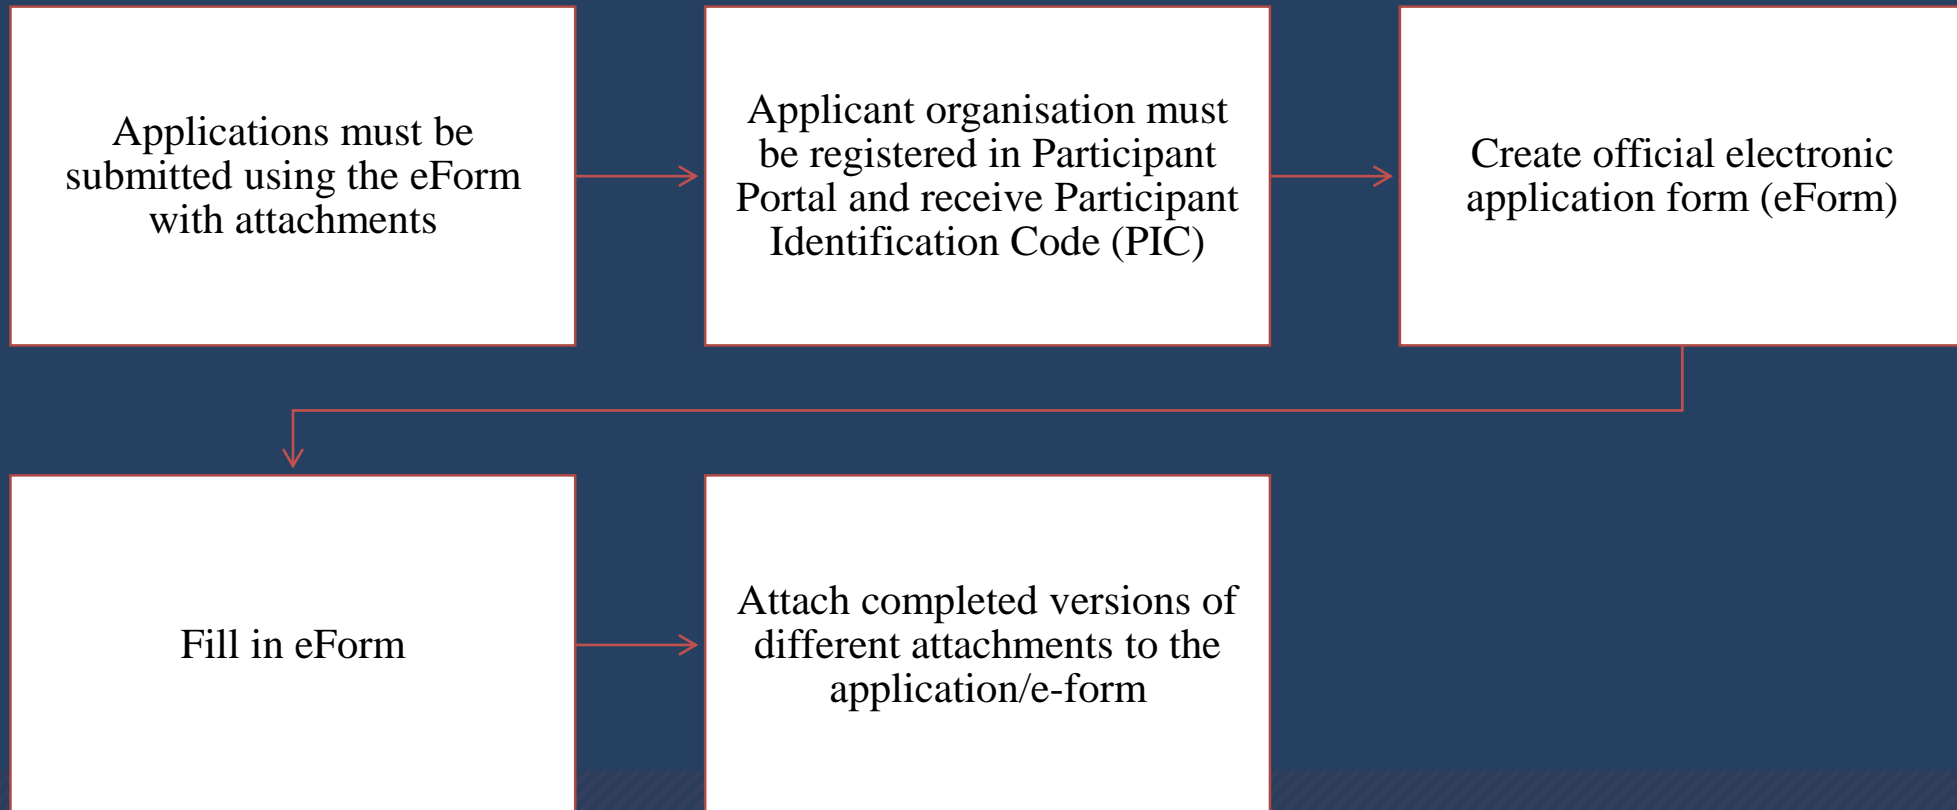 Applications must be
submitted using the eForm
with attachments
Applicant organisation must
be registered in Participant
Portal and receive Participant
Identification Code (PIC)
Create official electronic
application form (eForm)
Fill in eForm
Attach completed versions of
different attachments to the
application/e-form